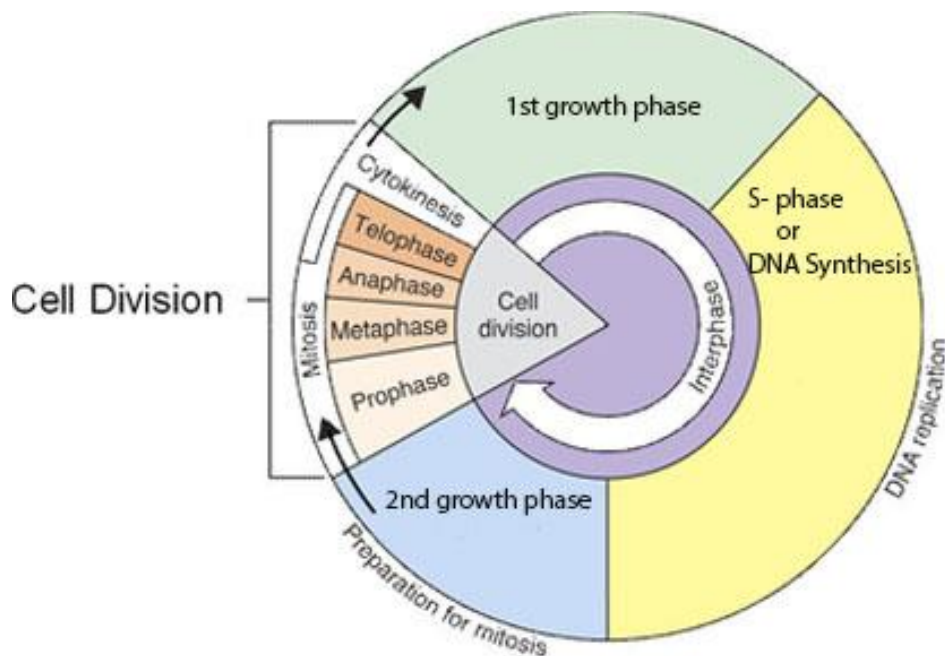 1st growth phase
S- phase
or
DNA Synthesis
DNA replication
Interphase
2nd growth phase
Preparation for mitosis
Cell Division
Mitosis
Cytokinesis
Telophase
Anaphase
Metaphase
Prophase
Cell
division